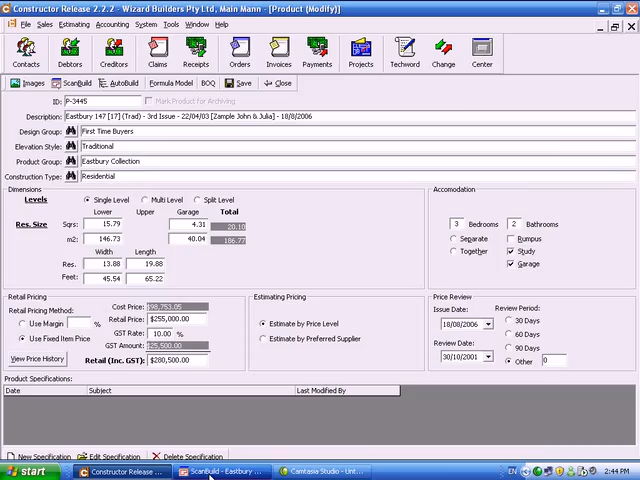 Constructor Release 2.2.2 - Wizard Builders Pty Ltd, Main Mann - [Product (Modify)]
File Sales Estimating Accounting System Tools Window Help
Contacts Debtors Creditors Claims Receipts Orders Invoices Payments Projects Techword Change Center
Images ScanBuild AutoBuild Formula Model BOQ Save Close
ID: P-3445 Mark Product for Archiving
Description: Eastbury 147 [17] (Trad) - 3rd Issue - 22/04/03 [Zample John & Julia] - 18/8/2006
Design Group: First Time Buyers
Elevation Style: Traditional
Product Group: Eastbury Collection
Construction Type: Residential
Dimensions
Levels Single Level Multi Level Split Level
Lower Upper Garage Total
Res. Size Sqrs: 15.79 4.31 20.10
m2: 146.73 40.04 186.77
Width Length
Res. 13.88 19.88
Feet: 45.54 65.22
Accomodation
3 Bedrooms 2 Bathrooms
Separate Rumpus
Together Study
Garage
Retail Pricing
Retail Pricing Method:
Use Margin %
Use Fixed Item Price
View Price History
Cost Price: $98,753.05
Retail Price: $255,000.00
GST Rate: 10.00 %
GST Amount: $25,500.00
Retail (Inc. GST): $280,500.00
Estimating Pricing
Estimate by Price Level
Estimate by Preferred Supplier
Price Review
Issue Date: 18/08/2006
Review Date: 30/10/2001
Review Period:
30 Days
60 Days
90 Days
Other 0
Product Specifications:
Date Subject Last Modified By
New Specification Edit Specification Delete Specification
start Constructor Release ... ScanBuild - Eastbury ... Camtasia Studio - Unt... EN 2:44 PM